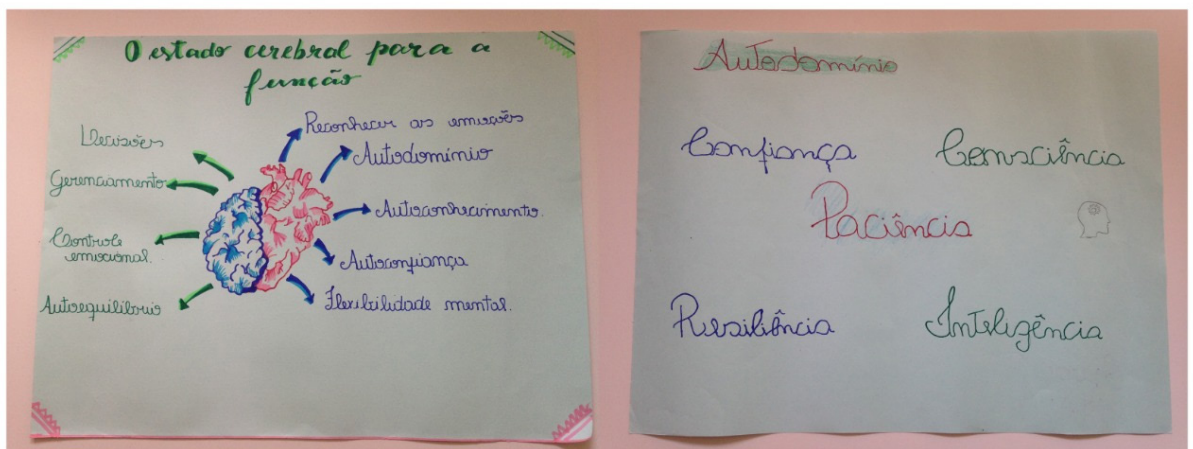 O estado cerebral para a
função
Decisões
Gerenciamento
Controle
emocional.
Autoequilíbrio
Reconhecer as emoções
Autodomínio
Autoconhecimento.
Autoconfiança
Flexibilidade mental.
Autodomínio
Confiança
Consciência
Paciência
Resiliência
Inteligência